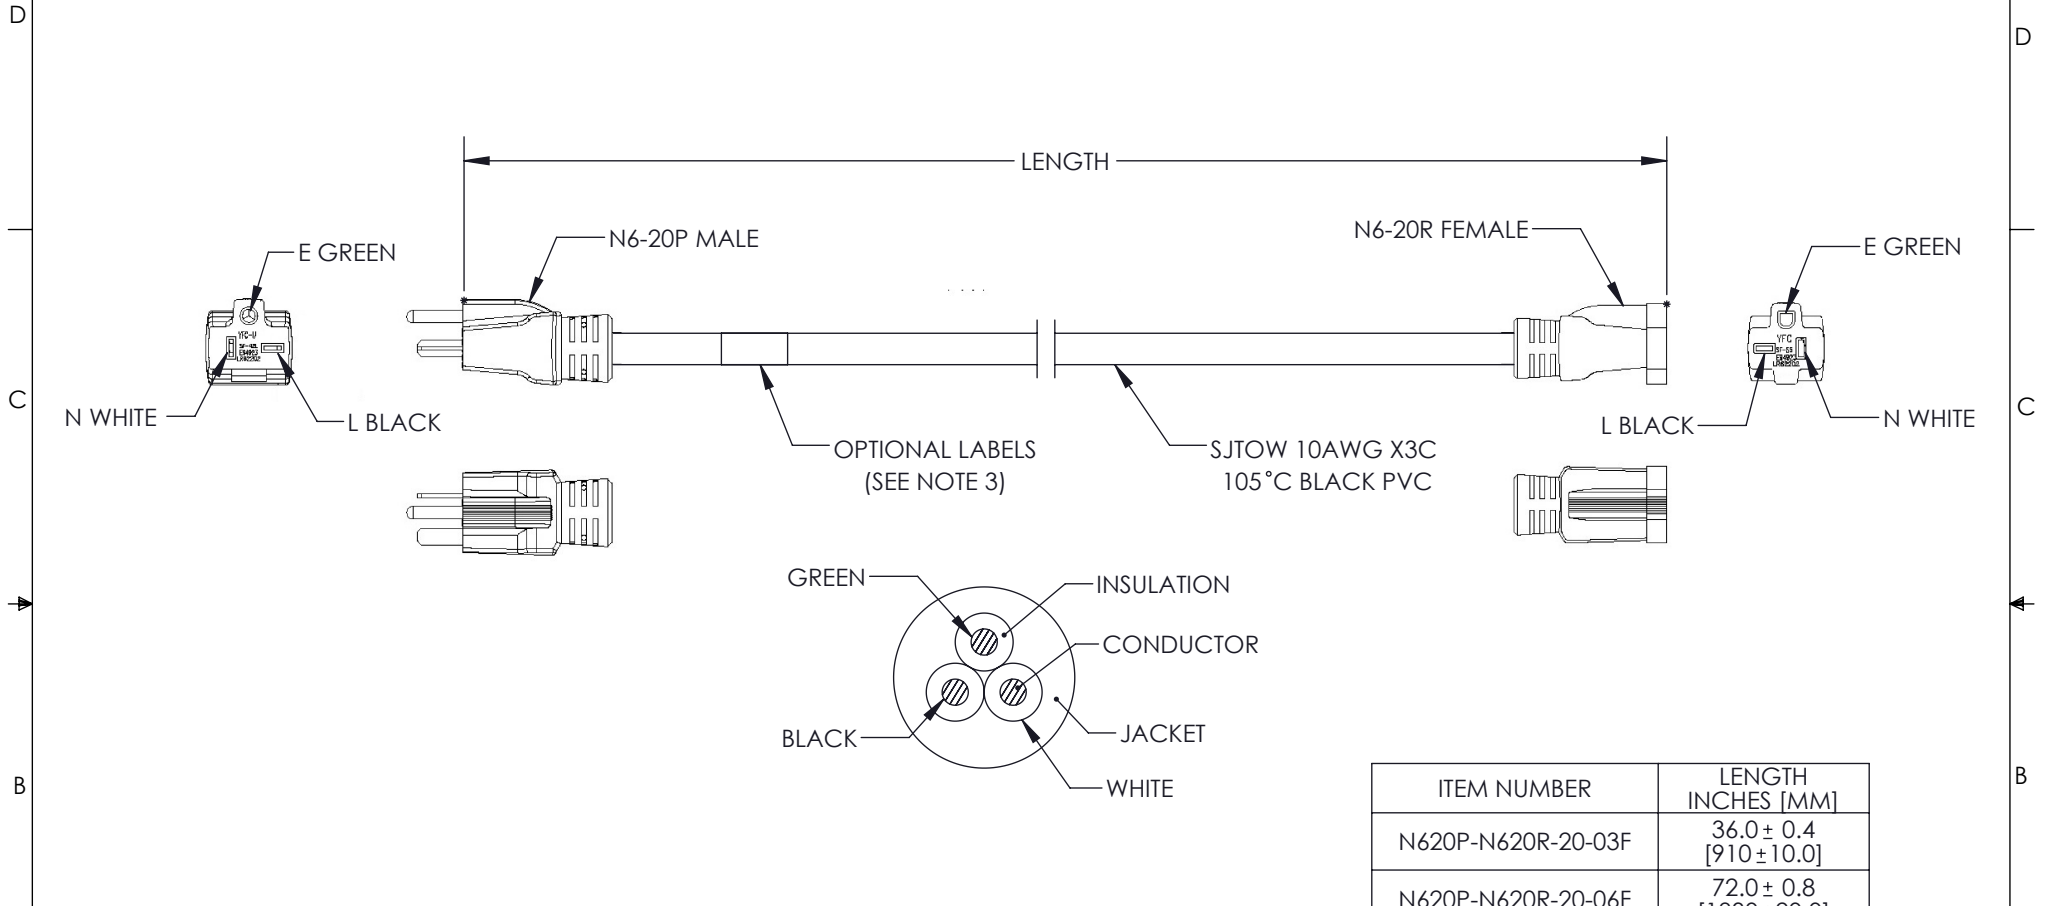 D
D
LENGTH
N6-20P MALE
N6-20R FEMALE
E GREEN
E GREEN
YFC-U
YFC
N WHITE
L BLACK
L BLACK
N WHITE
C
C
OPTIONAL LABELS
(SEE NOTE 3)
SJTOW 10AWG X3C
105°C BLACK PVC
GREEN
INSULATION
CONDUCTOR
BLACK
JACKET
WHITE
B
B
ITEM NUMBER
LENGTH
INCHES [MM]
N620P-N620R-20-03F
36.0± 0.4
[910±10.0]
N620P-N620R-20-06F
72.0± 0.8